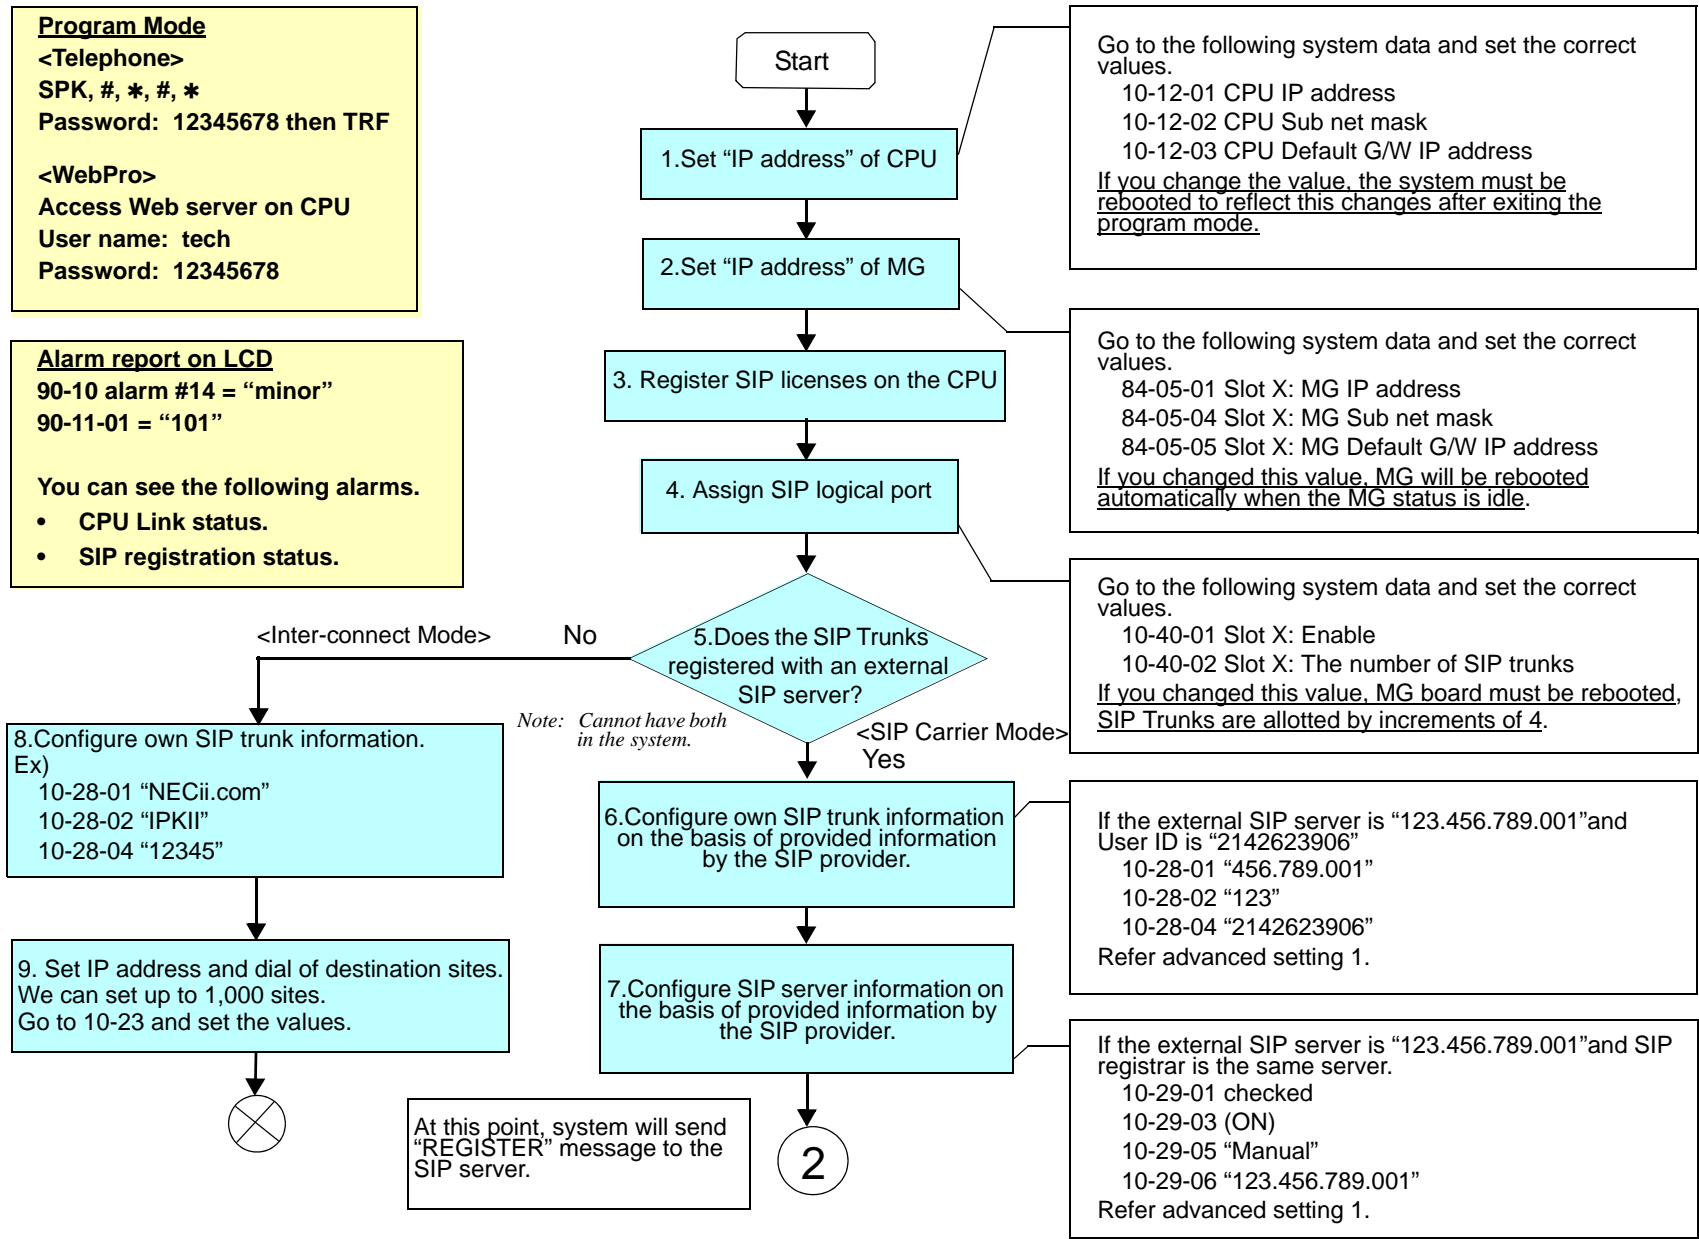 Program Mode
<Telephone>
SPK, #, ✱, #, ✱
Password:  12345678 then TRF
<WebPro>
Access Web server on CPU
User name:  tech
Password:  12345678
Alarm report on LCD
90-10 alarm #14 = “minor”
90-11-01 = “101”
You can see the following alarms.
• CPU Link status.
• SIP registration status.
Start
1.Set “IP address” of CPU
2.Set “IP address” of MG
3. Register SIP licenses on the CPU
4. Assign SIP logical port
5.Does the SIP Trunks
registered with an external
SIP server?
<Inter-connect Mode> No
Note: Cannot have both
in the system.
<SIP Carrier Mode>
Yes
8.Configure own SIP trunk information.
Ex)
10-28-01 “NECii.com”
10-28-02 “IPKII”
10-28-04 “12345”
9. Set IP address and dial of destination sites.
We can set up to 1,000 sites.
Go to 10-23 and set the values.
6.Configure own SIP trunk information
on the basis of provided information
by the SIP provider.
7.Configure SIP server information on
the basis of provided information by
the SIP provider.
At this point, system will send
“REGISTER” message to the
SIP server.
2
Go to the following system data and set the correct
values.
10-12-01 CPU IP address
10-12-02 CPU Sub net mask
10-12-03 CPU Default G/W IP address
If you change the value, the system must be
rebooted to reflect this changes after exiting the
program mode.
Go to the following system data and set the correct
values.
84-05-01 Slot X: MG IP address
84-05-04 Slot X: MG Sub net mask
84-05-05 Slot X: MG Default G/W IP address
If you changed this value, MG will be rebooted
automatically when the MG status is idle.
Go to the following system data and set the correct
values.
10-40-01 Slot X: Enable
10-40-02 Slot X: The number of SIP trunks
If you changed this value, MG board must be rebooted,
SIP Trunks are allotted by increments of 4.
If the external SIP server is “123.456.789.001”and
User ID is “2142623906”
10-28-01 “456.789.001”
10-28-02 “123”
10-28-04 “2142623906”
Refer advanced setting 1.
If the external SIP server is “123.456.789.001”and SIP
registrar is the same server.
10-29-01 checked
10-29-03 (ON)
10-29-05 “Manual”
10-29-06 “123.456.789.001”
Refer advanced setting 1.